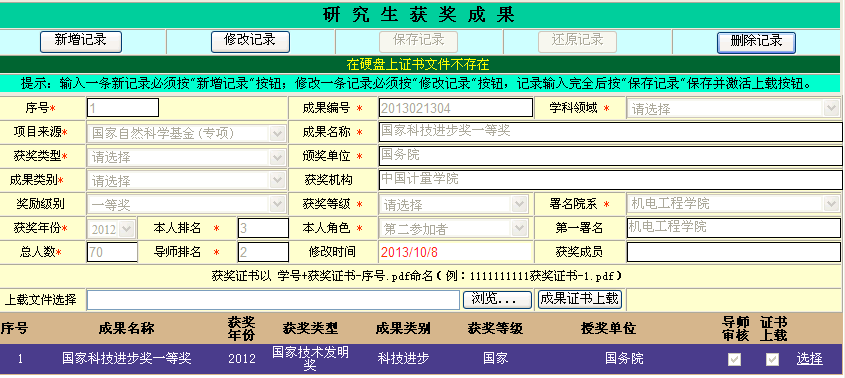 研 究 生 获 奖 成 果
新增记录 修改记录 保存记录 还原记录 删除记录
在硬盘上证书文件不存在
提示：输入一条新记录必须按"新增记录"按钮；修改一条记录必须按"修改记录"按钮，记录输入完全后按"保存记录"保存并激活上载按钮。
序号* 1 成果编号 * 2013021304 学科领域 * 请选择
项目来源* 国家自然科学基金(专项) 成果名称 * 国家科技进步奖一等奖
获奖类型* 请选择 颁奖单位 * 国务院
成果类别* 请选择 获奖机构 中国计量学院
奖励级别 一等奖 获奖等级 * 请选择 署名院系 * 机电工程学院
获奖年份* 2012 本人排名 * 3 本人角色 * 第二参加者 第一署名 机电工程学院
总人数* 70 导师排名 * 2 修改时间 2013/10/8 获奖成员
获奖证书以 学号+获奖证书-序号.pdf命名(例：1111111111获奖证书-1.pdf)
上载文件选择 浏览... 成果证书上载
序号 成果名称 获奖年份 获奖类型 成果类别 获奖等级 授奖单位 导师审核 证书上载
1 国家科技进步奖一等奖 2012 国家技术发明奖 科技进步 国家 国务院 选择